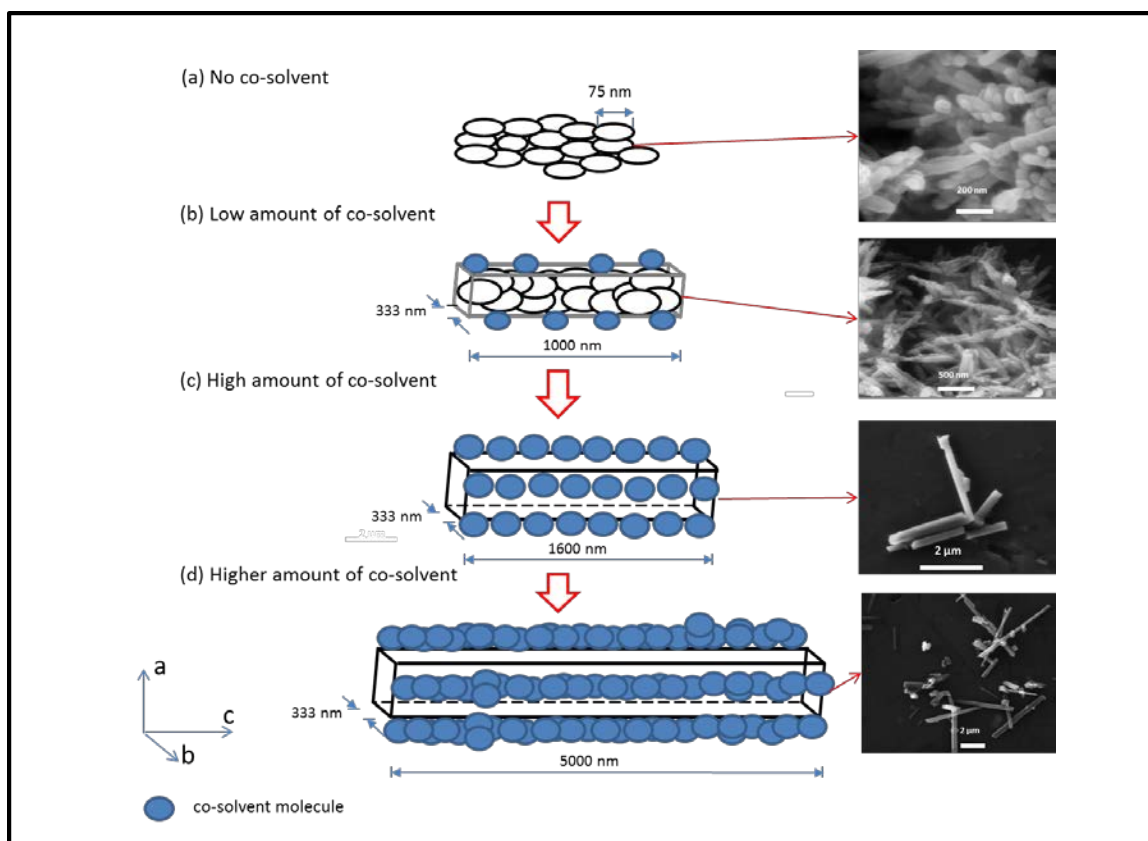 (a) No co-solvent
75 nm
200 nm
(b) Low amount of co-solvent
333 nm
1000 nm
500 nm
(c) High amount of co-solvent
333 nm
2 μm
1600 nm
2 μm
(d) Higher amount of co-solvent
a
c
b
333 nm
5000 nm
2 μm
co-solvent molecule